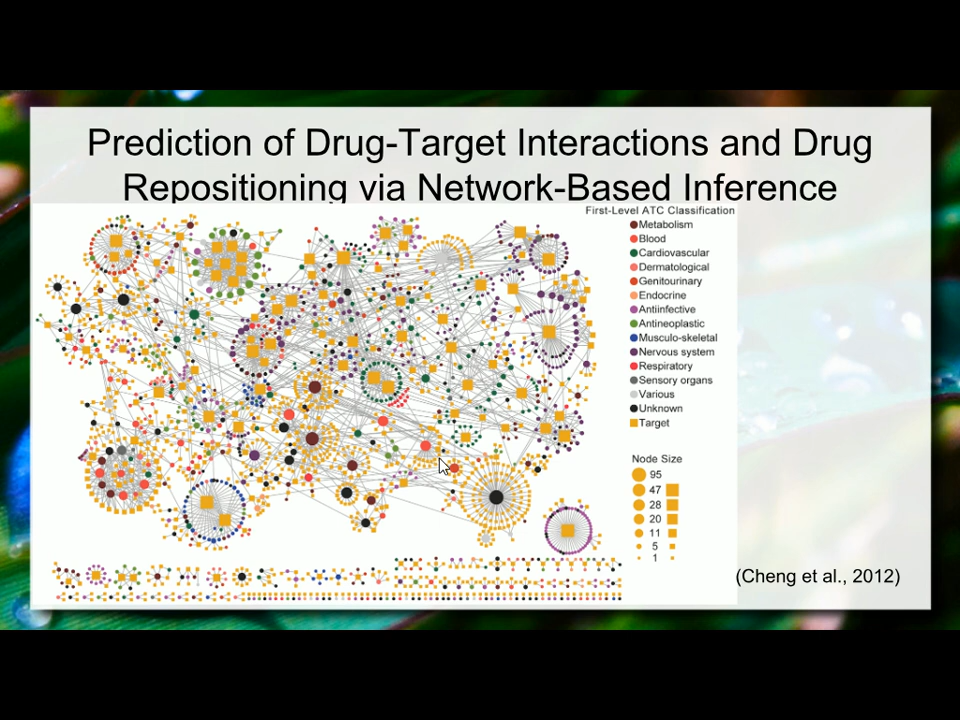 Prediction of Drug-Target Interactions and Drug
Repositioning via Network-Based Inference
First-Level ATC Classification
Metabolism
Blood
Cardiovascular
Dermatological
Genitourinary
Endocrine
Antiinfective
Antineoplastic
Musculo-skeletal
Nervous system
Respiratory
Sensory organs
Various
Unknown
Target
Node Size
95
47
28
20
11
5
1
(Cheng et al., 2012)